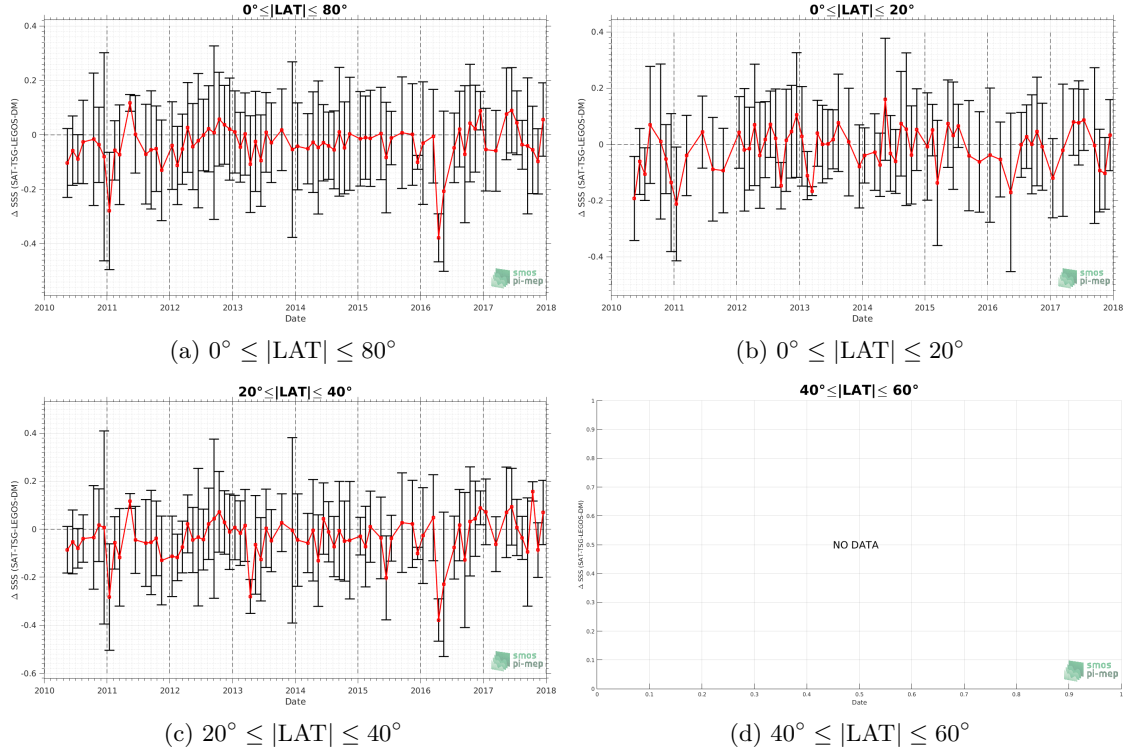 0°≤|LAT|≤ 80°
0.4
0.2
0
-0.2
-0.4
Δ SSS (SAT-TSG-LEGOS-DM)
2010 2011 2012 2013 2014 2015 2016 2017 2018
Date
smos
pi-mep
(a) 0° ≤ |LAT| ≤ 80°
0°≤|LAT|≤ 20°
0.4
0.2
0
-0.2
-0.4
Δ SSS (SAT-TSG-LEGOS-DM)
2010 2011 2012 2013 2014 2015 2016 2017 2018
Date
smos
pi-mep
(b) 0° ≤ |LAT| ≤ 20°
20°≤|LAT|≤ 40°
0.4
0.2
0
-0.2
-0.4
-0.6
Δ SSS (SAT-TSG-LEGOS-DM)
2010 2011 2012 2013 2014 2015 2016 2017 2018
Date
smos
pi-mep
(c) 20° ≤ |LAT| ≤ 40°
40°≤|LAT|≤ 60°
1
0.9
0.8
0.7
0.6
0.5
0.4
0.3
0.2
0.1
0
Δ SSS (SAT-TSG-LEGOS-DM)
NO DATA
0 0.1 0.2 0.3 0.4 0.5 0.6 0.7 0.8 0.9 1
Date
smos
pi-mep
(d) 40° ≤ |LAT| ≤ 60°